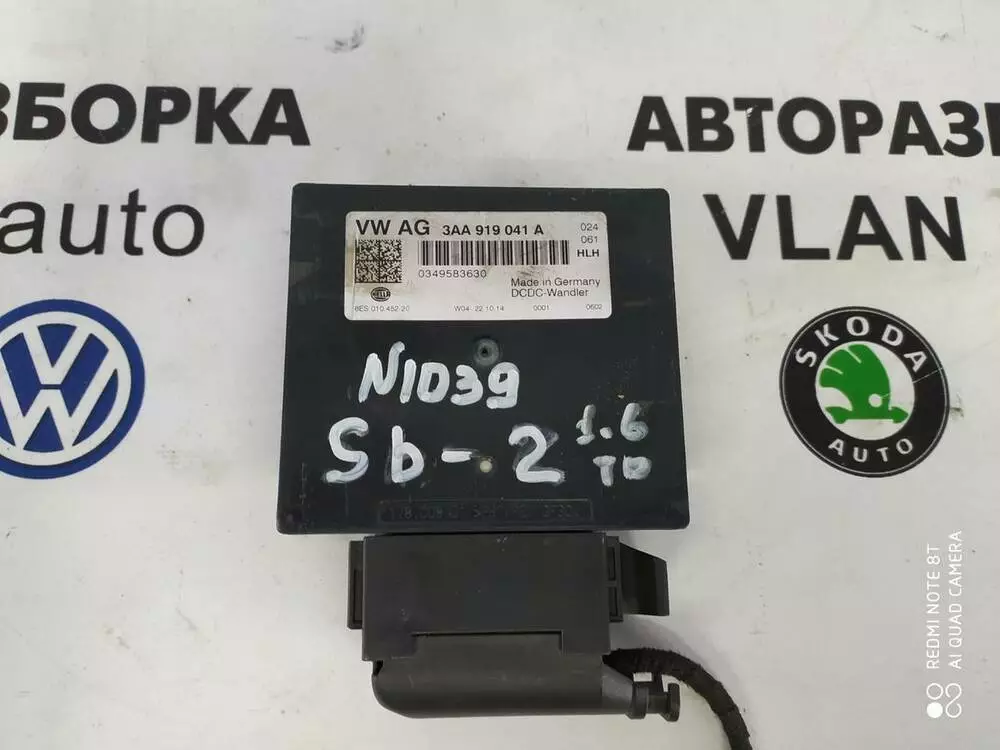 ЗБОРКА
auto
АВТОРАЗ
VLAN
VW AG 3AA 919 041 A
024
061
HLH
0349583630
Made in Germany
DCDC-Wandler
HELLA
8ES 010.452 20
W04- 22.10.14
0001
0602
N1039
Sb-2
1.6
TD
SKODA
AUTO
REDMI NOTE 8T
AI QUAD CAMERA